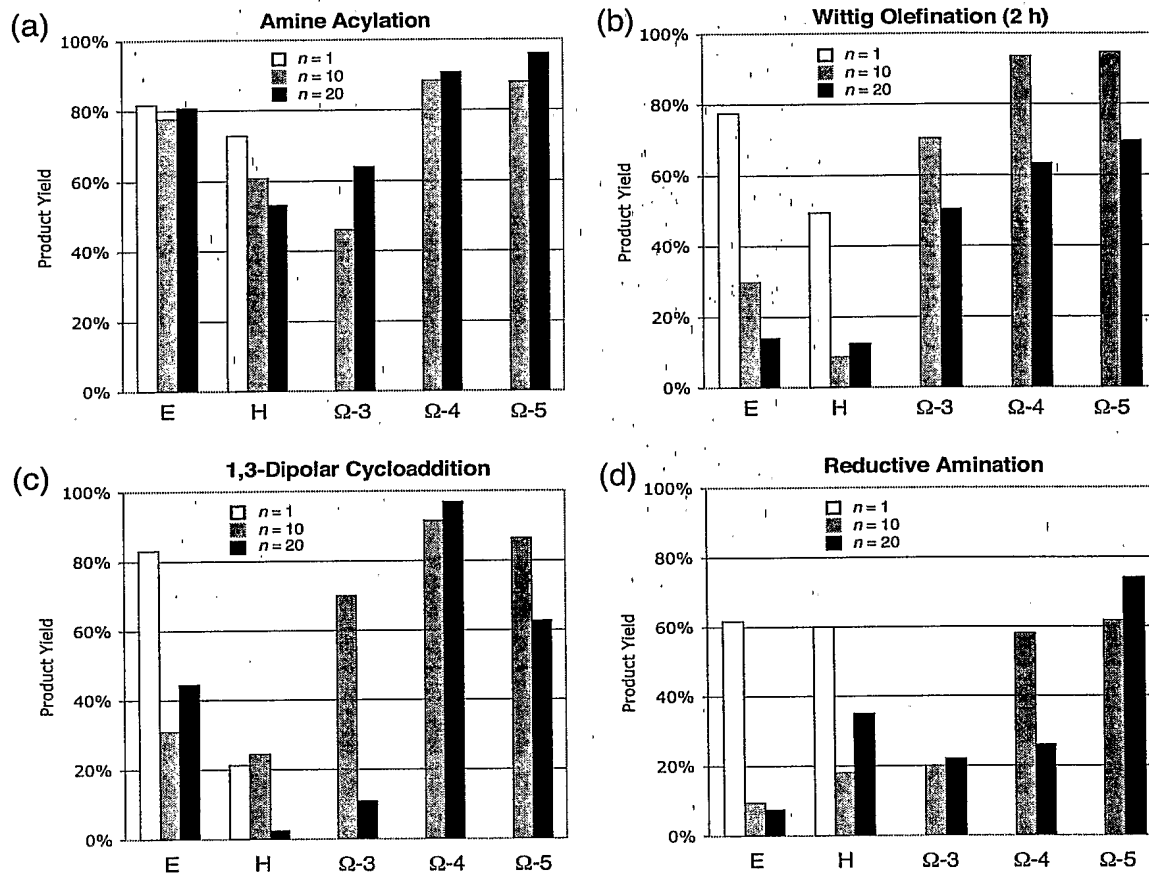 (a)
Amine Acylation
100%
80%
60%
40%
20%
0%
Product Yield
n = 1
n = 10
n = 20
E H Ω-3 Ω-4 Ω-5
(b)
Wittig Olefination (2 h)
100%
80%
60%
40%
20%
0%
Product Yield
n = 1
n = 10
n = 20
E H Ω-3 Ω-4 Ω-5
(c)
1,3-Dipolar Cycloaddition
100%
80%
60%
40%
20%
0%
Product Yield
n = 1
n = 10
n = 20
E H Ω-3 Ω-4 Ω-5
(d)
Reductive Amination
100%
80%
60%
40%
20%
0%
Product Yield
n = 1
n = 10
n = 20
E H Ω-3 Ω-4 Ω-5